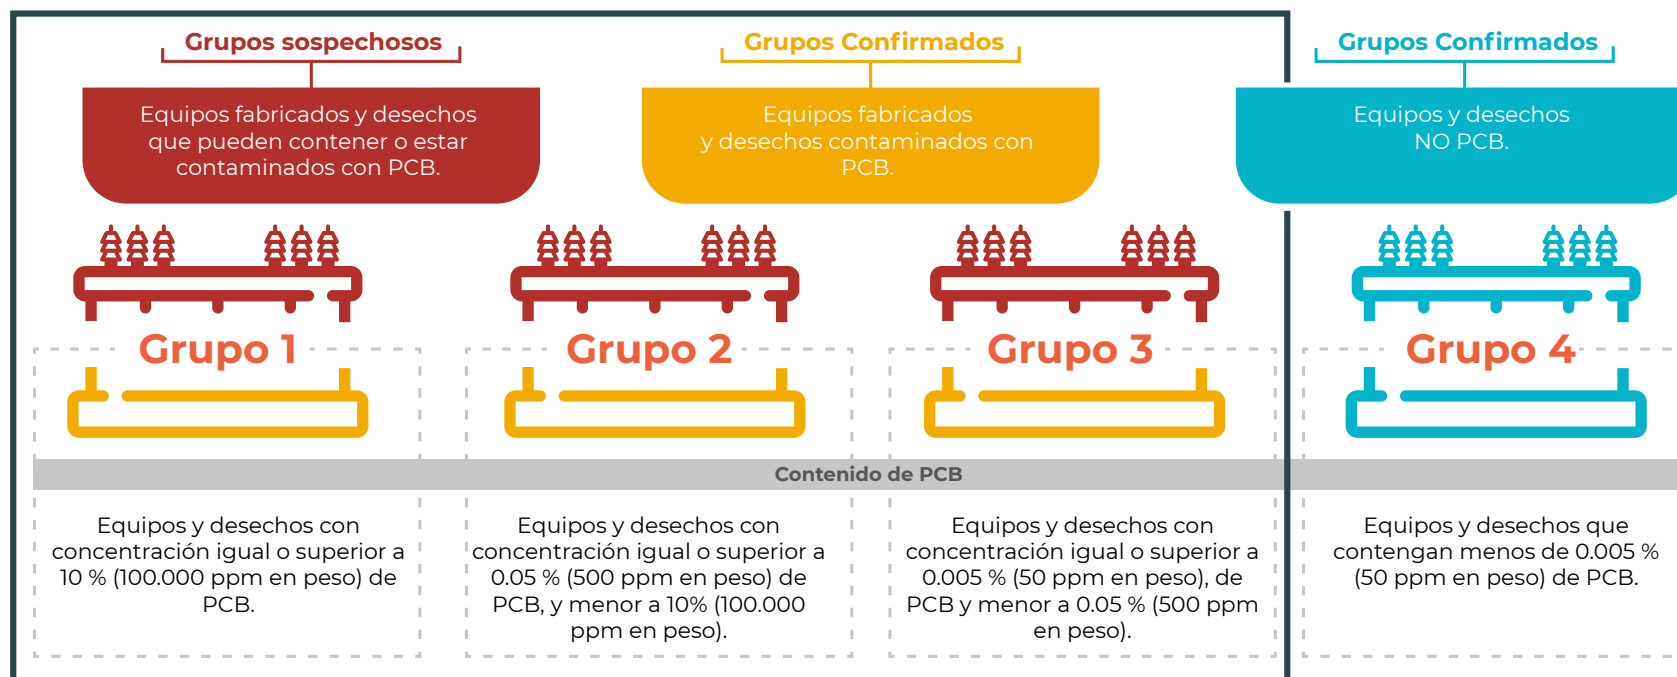 Grupos sospechosos
Equipos fabricados y desechos
que pueden contener o estar
contaminados con PCB.
Grupos Confirmados
Equipos fabricados
y desechos contaminados con
PCB.
Grupos Confirmados
Equipos y desechos
NO PCB.
Grupo 1
Grupo 2
Grupo 3
Grupo 4
Contenido de PCB
Equipos y desechos con
concentración igual o superior a
10 % (100.000 ppm en peso) de
PCB.
Equipos y desechos con
concentración igual o superior a
0.05 % (500 ppm en peso) de
PCB, y menor a 10% (100.000
ppm en peso).
Equipos y desechos con
concentración igual o superior a
0.005 % (50 ppm en peso), de
PCB y menor a 0.05 % (500 ppm
en peso).
Equipos y desechos que
contengan menos de 0.005 %
(50 ppm en peso) de PCB.